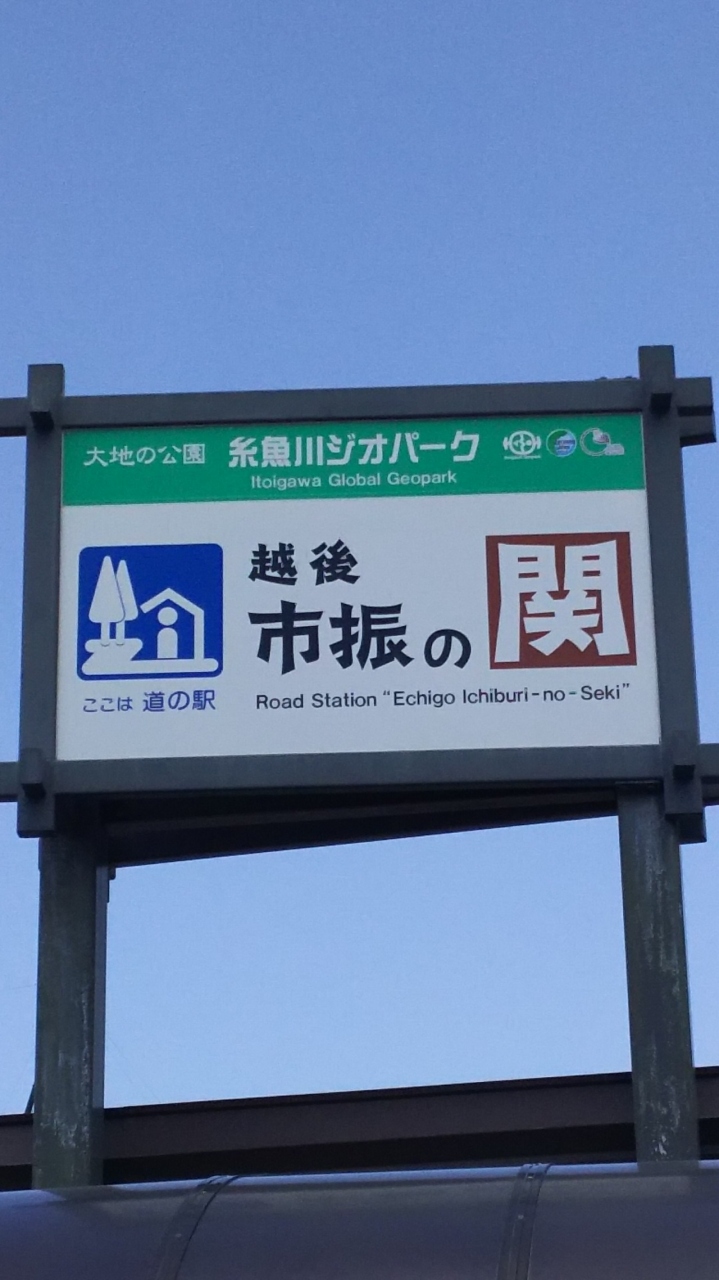 大地の公園 糸魚川ジオパーク
Itoigawa Global Geopark
越後
市振の関
ここは 道の駅
Road Station “Echigo Ichiburi-no-Seki”